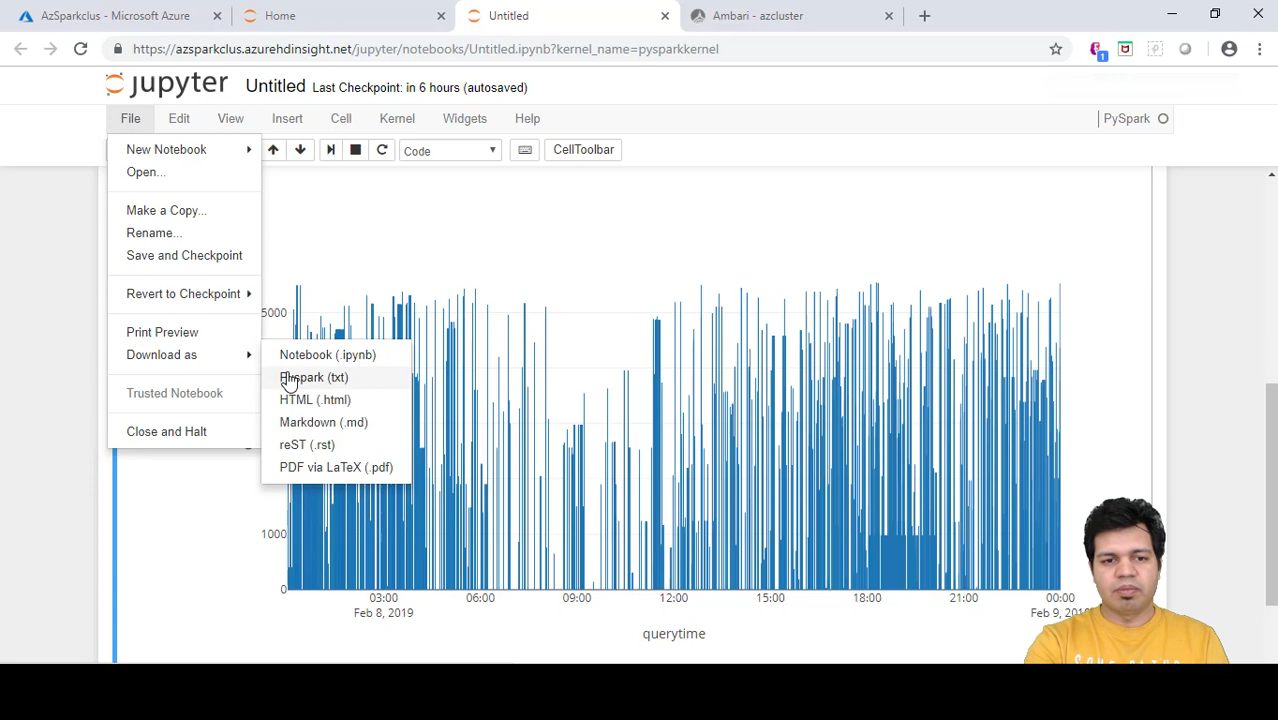 AzSparkclus - Microsoft Azure
Home
Untitled
Ambari - azcluster
https://azsparkclus.azurehdinsight.net/jupyter/notebooks/Untitled.ipynb?kernel_name=pysparkkernel
1
jupyter Untitled Last Checkpoint: in 6 hours (autosaved)
File Edit View Insert Cell Kernel Widgets Help PySpark
Code CellToolbar
New Notebook
Open...
Make a Copy...
Rename...
Save and Checkpoint
Revert to Checkpoint
Print Preview
Download as
Trusted Notebook
Close and Halt
Notebook (.ipynb)
(txt)
HTML (.html)
Markdown (.md)
reST (.rst)
PDF via LaTeX (.pdf)
5000
1000
0
03:00 06:00 09:00 12:00 15:00 18:00 21:00 00:00
Feb 8, 2019 Feb 9,
querytime